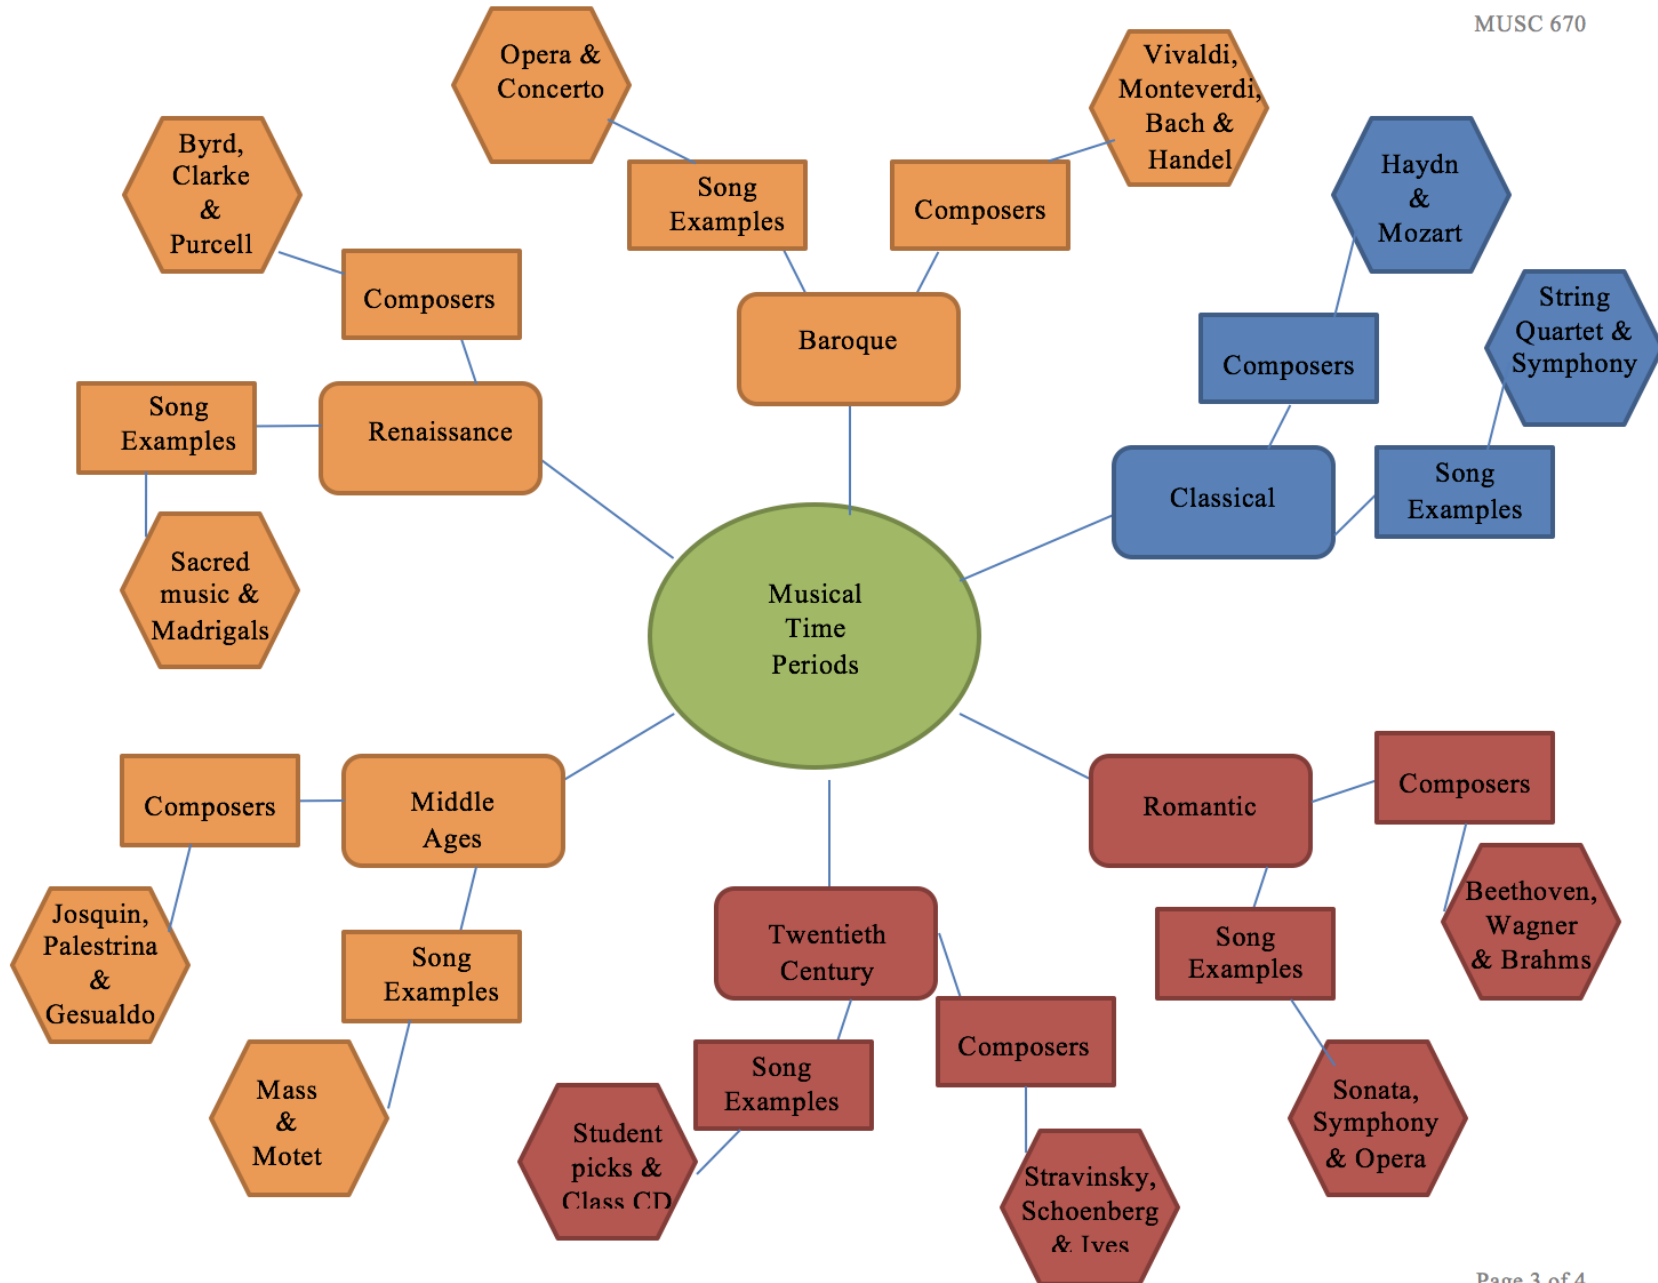 MUSC 670
Opera &
Concerto
Vivaldi,
Monteverdi,
Bach &
Handel
Byrd,
Clarke
&
Purcell
Song
Examples
Composers
Haydn
&
Mozart
Composers
Baroque
String
Quartet &
Symphony
Composers
Song
Examples
Renaissance
Classical
Song
Examples
Sacred
music &
Madrigals
Musical
Time
Periods
Composers
Middle
Ages
Romantic
Composers
Josquin,
Palestrina
&
Gesualdo
Song
Examples
Twentieth
Century
Song
Examples
Beethoven,
Wagner
& Brahms
Mass
&
Motet
Song
Examples
Composers
Student
picks &
Class CD
Stravinsky,
Schoenberg
& Ives
Sonata,
Symphony
& Opera
Page 3 of 4